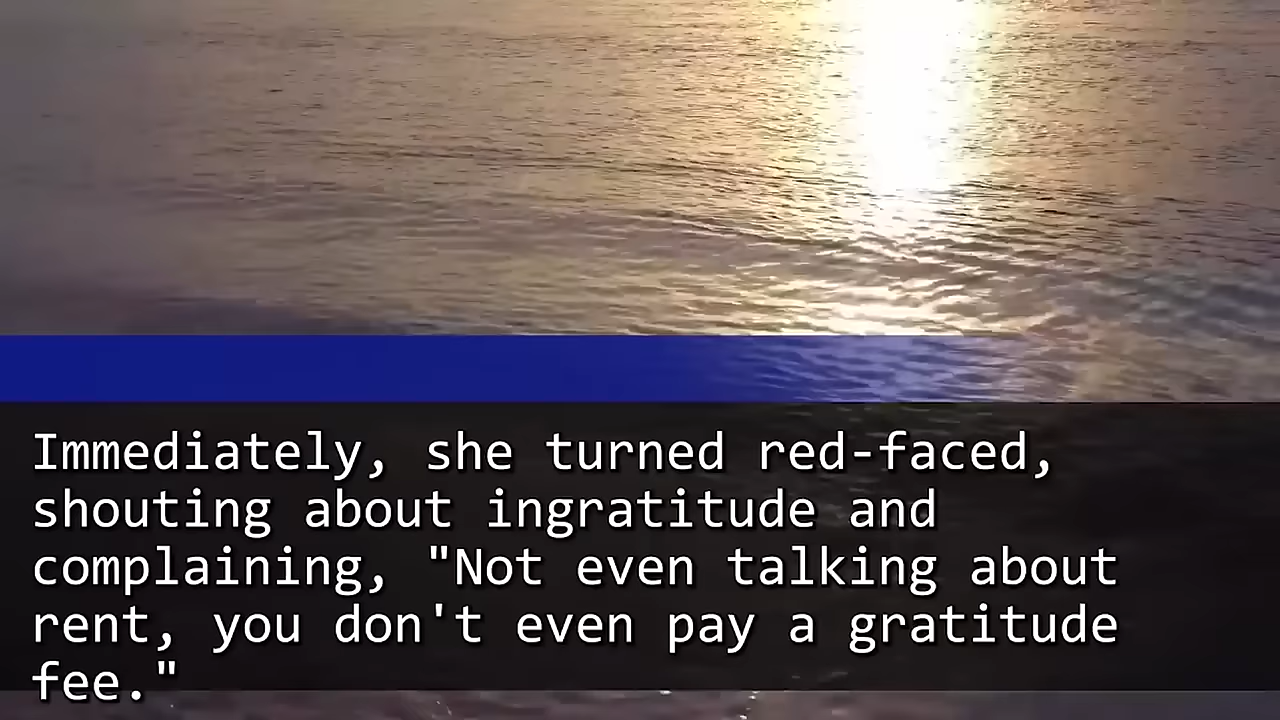 Immediately, she turned red-faced,
shouting about ingratitude and
complaining, "Not even talking about
rent, you don't even pay a gratitude
fee."